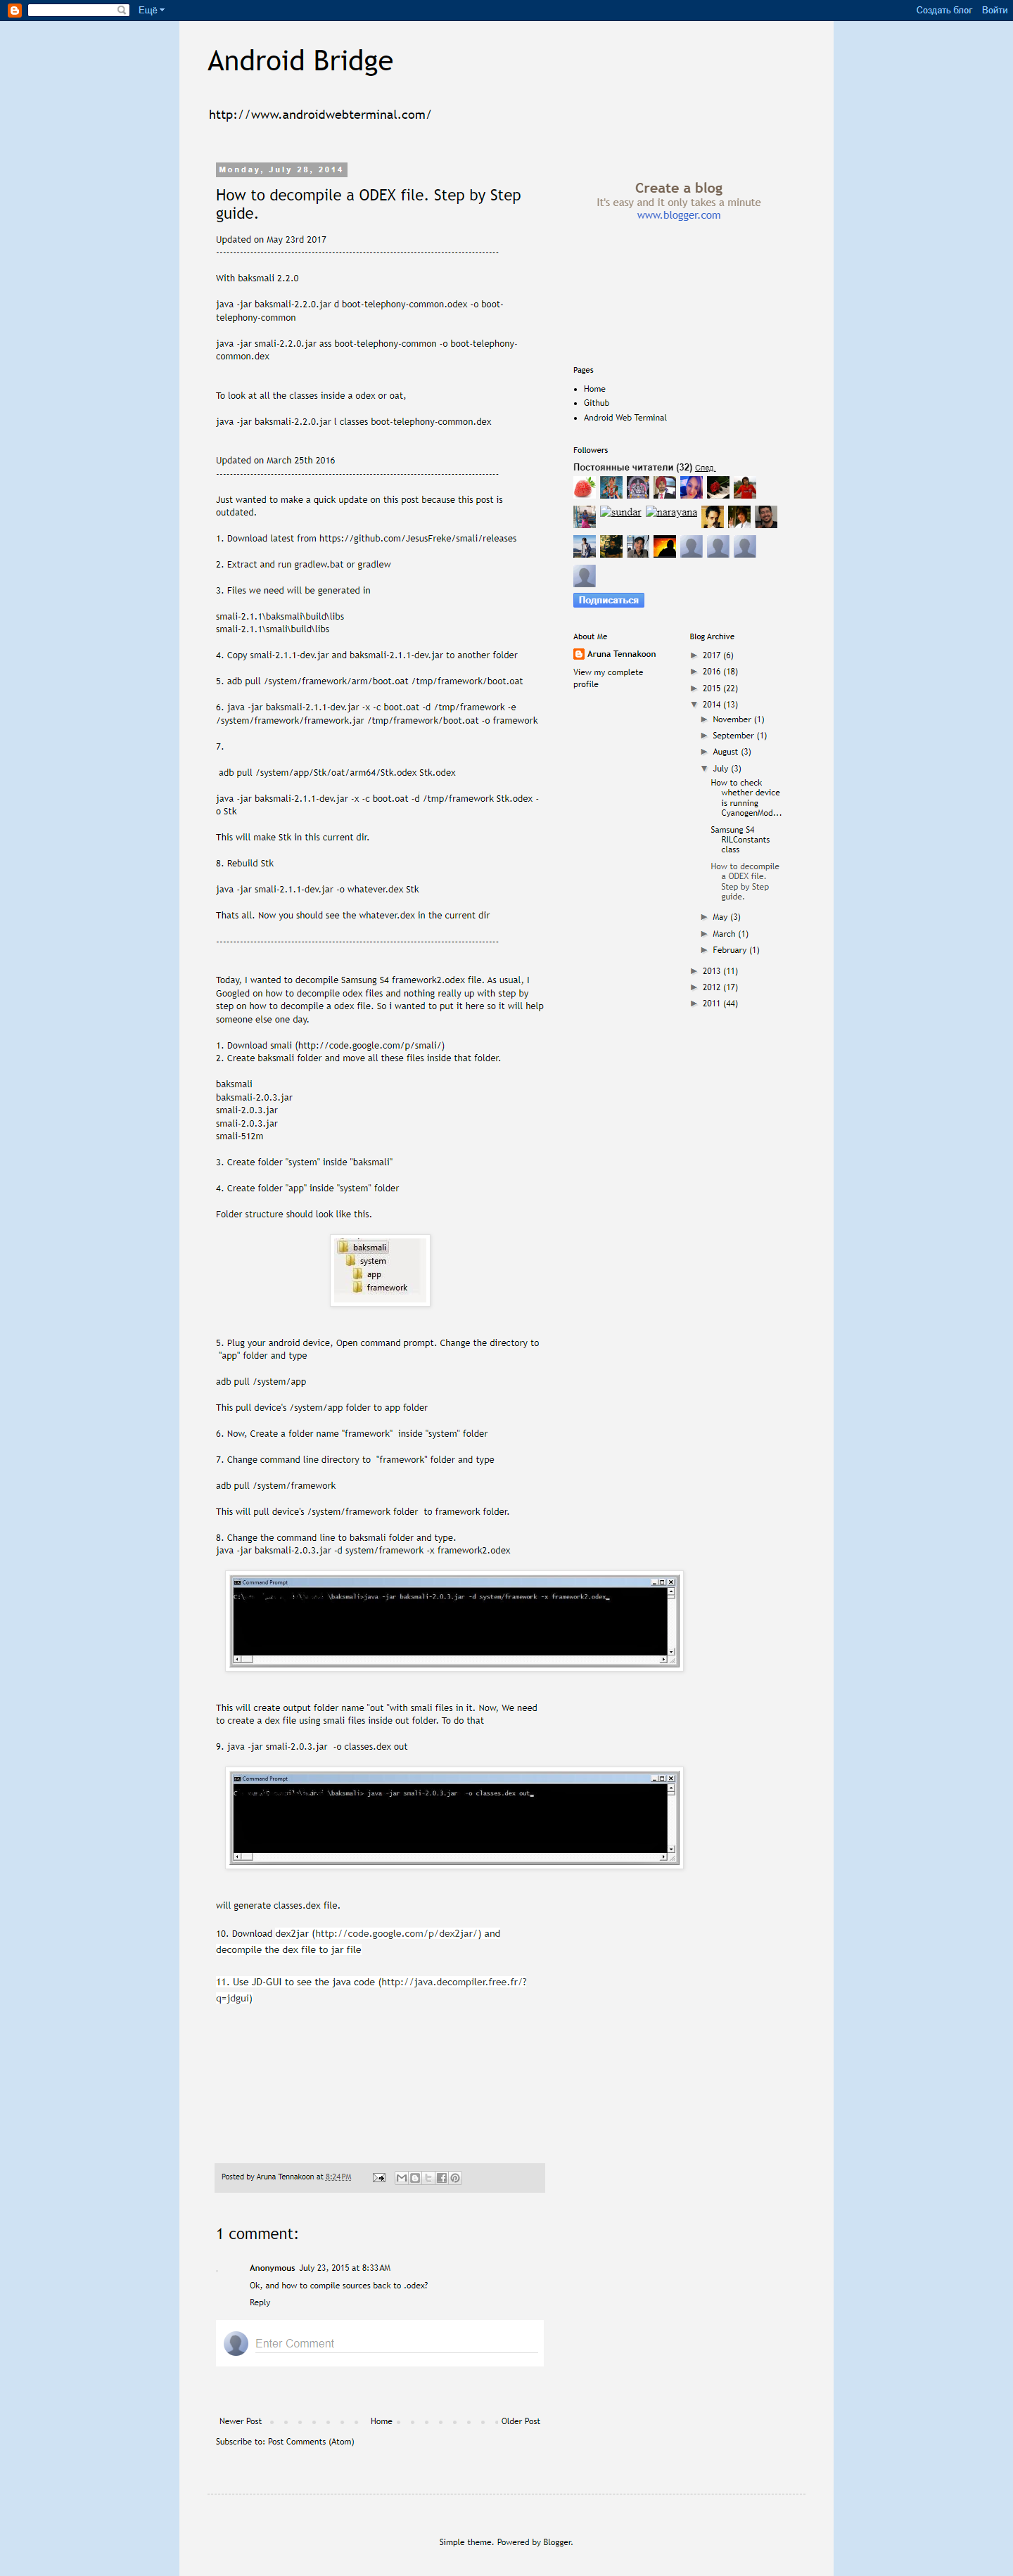 Ещё
Создать блог
Войти
Android Bridge
http://www.androidwebterminal.com/
Monday, July 28, 2014
How to decompile a ODEX file. Step by Step
guide.
Updated on May 23rd 2017
-----------------------------------------------------------------------------------
With baksmali 2.2.0
java -jar baksmali-2.2.0.jar d boot-telephony-common.odex -o boot-
telephony-common
java -jar smali-2.2.0.jar ass boot-telephony-common -o boot-telephony-
common.dex
To look at all the classes inside a odex or oat,
java -jar baksmali-2.2.0.jar l classes boot-telephony-common.dex
Updated on March 25th 2016
-----------------------------------------------------------------------------------
Just wanted to make a quick update on this post because this post is
outdated.
1. Download latest from https://github.com/JesusFreke/smali/releases
2. Extract and run gradlew.bat or gradlew
3. Files we need will be generated in
smali-2.1.1\baksmali\build\libs
smali-2.1.1\smali\build\libs
4. Copy smali-2.1.1-dev.jar and baksmali-2.1.1-dev.jar to another folder
5. adb pull /system/framework/arm/boot.oat /tmp/framework/boot.oat
6. java -jar baksmali-2.1.1-dev.jar -x -c boot.oat -d /tmp/framework -e
/system/framework/framework.jar /tmp/framework/boot.oat -o framework
7.
adb pull /system/app/Stk/oat/arm64/Stk.odex Stk.odex
java -jar baksmali-2.1.1-dev.jar -x -c boot.oat -d /tmp/framework Stk.odex -
o Stk
This will make Stk in this current dir.
8. Rebuild Stk
java -jar smali-2.1.1-dev.jar -o whatever.dex Stk
Thats all. Now you should see the whatever.dex in the current dir
-----------------------------------------------------------------------------------
Today, I wanted to decompile Samsung S4 framework2.odex file. As usual, I
Googled on how to decompile odex files and nothing really up with step by
step on how to decompile a odex file. So i wanted to put it here so it will help
someone else one day.
1. Download smali (http://code.google.com/p/smali/)
2. Create baksmali folder and move all these files inside that folder.
baksmali
baksmali-2.0.3.jar
smali-2.0.3.jar
smali-2.0.3.jar
smali-512m
3. Create folder "system" inside "baksmali"
4. Create folder "app" inside "system" folder
Folder structure should look like this.
baksmali
system
app
framework
5. Plug your android device, Open command prompt. Change the directory to
"app" folder and type
adb pull /system/app
This pull device's /system/app folder to app folder
6. Now, Create a folder name "framework"  inside "system" folder
7. Change command line directory to  "framework" folder and type
adb pull /system/framework
This will pull device's /system/framework folder  to framework folder.
8. Change the command line to baksmali folder and type.
java -jar baksmali-2.0.3.jar -d system/framework -x framework2.odex
Command Prompt
C:\ \baksmali>java -jar baksmali-2.0.3.jar -d system/framework -x framework2.odex_
This will create output folder name "out "with smali files in it. Now, We need
to create a dex file using smali files inside out folder. To do that
9. java -jar smali-2.0.3.jar  -o classes.dex out
Command Prompt
C \baksmali> java -jar smali-2.0.3.jar  -o classes.dex out_
will generate classes.dex file.
10. Download dex2jar (http://code.google.com/p/dex2jar/) and
decompile the dex file to jar file
11. Use JD-GUI to see the java code (http://java.decompiler.free.fr/?
q=jdgui)
Posted by Aruna Tennakoon at 8:24 PM
1 comment:
Anonymous July 23, 2015 at 8:33 AM
Ok, and how to compile sources back to .odex?
Reply
Enter Comment
Newer Post
Home
Older Post
Subscribe to: Post Comments (Atom)
Create a blog
It's easy and it only takes a minute
www.blogger.com
Pages
Home
Github
Android Web Terminal
Followers
Постоянные читатели (32) След.
sundar
narayana
Подписаться
About Me
Aruna Tennakoon
View my complete
profile
Blog Archive
► 2017 (6)
► 2016 (18)
► 2015 (22)
▼ 2014 (13)
► November (1)
► September (1)
► August (3)
▼ July (3)
How to check
whether device
is running
CyanogenMod...
Samsung S4
RILConstants
class
How to decompile
a ODEX file.
Step by Step
guide.
► May (3)
► March (1)
► February (1)
► 2013 (11)
► 2012 (17)
► 2011 (44)
Simple theme. Powered by Blogger.